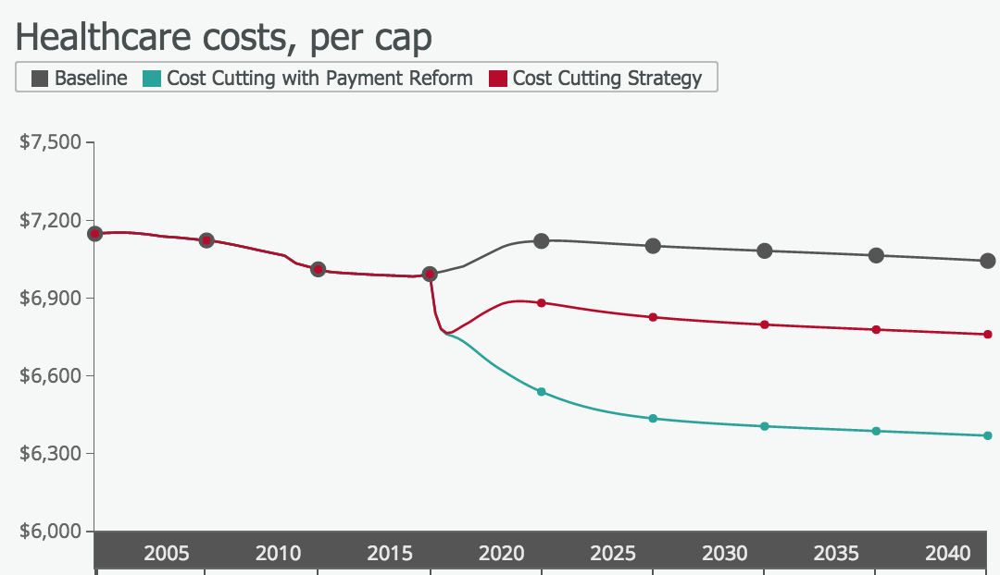 Healthcare costs, per cap
Baseline Cost Cutting with Payment Reform Cost Cutting Strategy
$7,500
$7,200
$6,900
$6,600
$6,300
$6,000
2005 2010 2015 2020 2025 2030 2035 2040